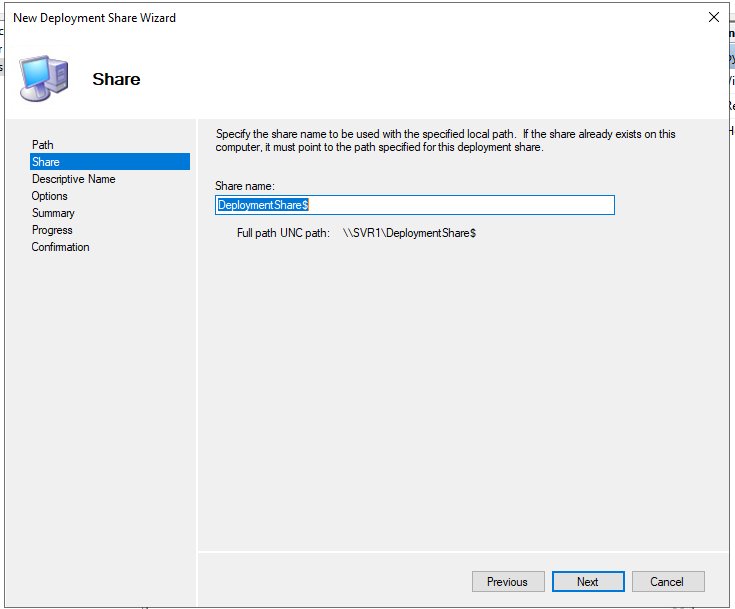 New Deployment Share Wizard
Share
Path
Share
Descriptive Name
Options
Summary
Progress
Confirmation
Specify the share name to be used with the specified local path.  If the share already exists on this
computer, it must point to the path specified for this deployment share.
Share name:
DeploymentShare$
Full path UNC path:    \\SVR1\DeploymentShare$
Previous
Next
Cancel